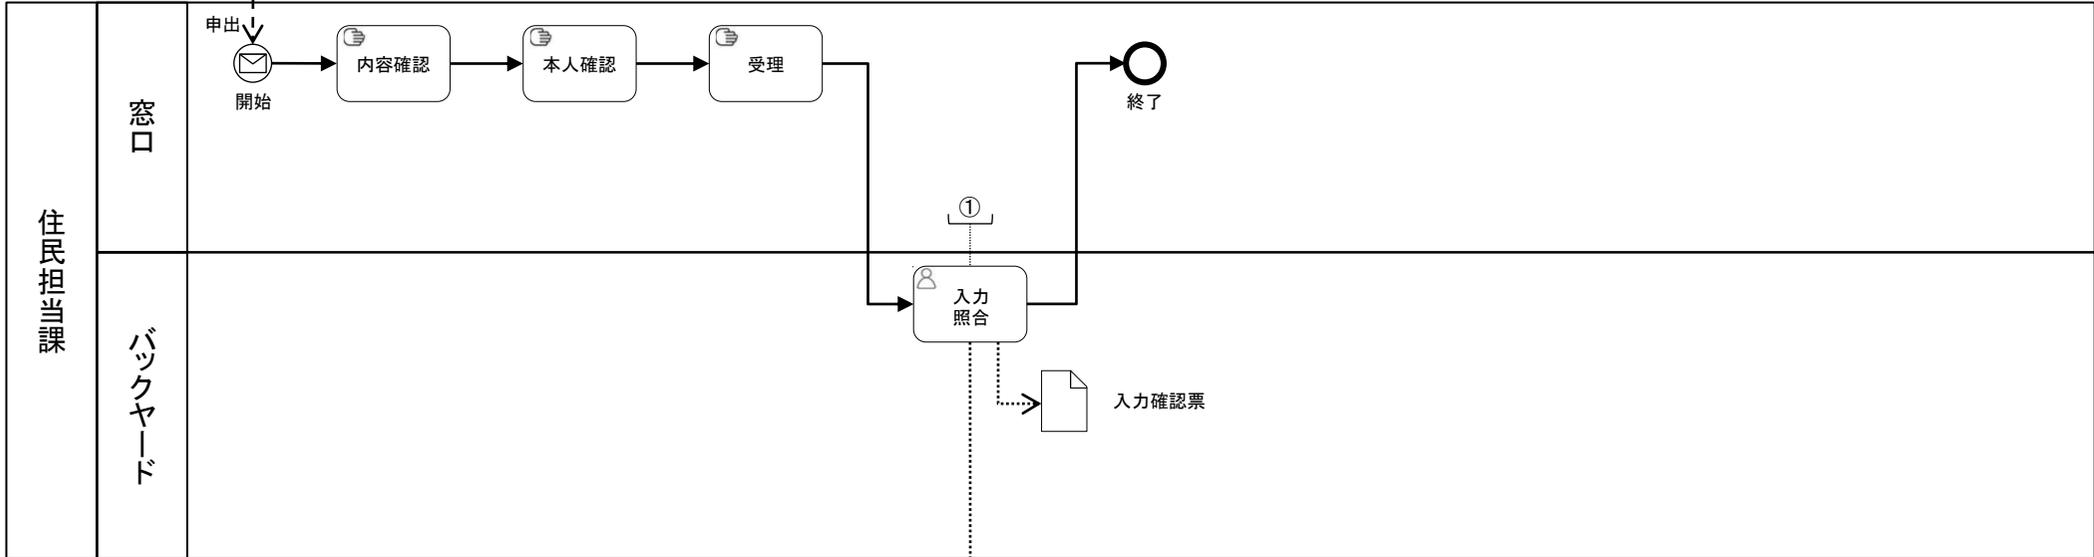 申出
開始
内容確認
本人確認
受理
終了
窓口
①
住民担当課
バックヤード
入力
照合
入力確認票